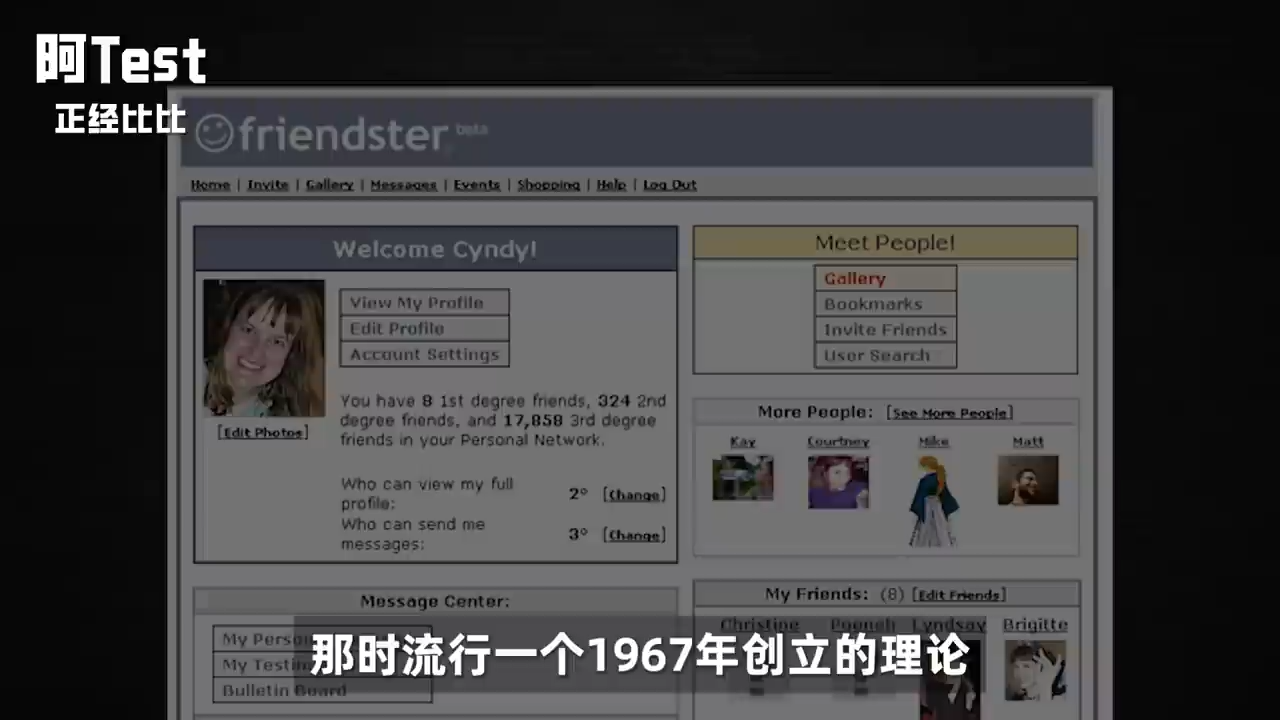 阿Test
正经比比
friendster beta
Home | Invite | Gallery | Messages | Events | Shopping | Help | Log Out
Welcome Cyndy!
View My Profile
Edit Profile
Account Settings
[Edit Photos]
You have 8 1st degree friends, 324 2nd
degree friends, and 17,858 3rd degree
friends in your Personal Network.
Who can view my full
profile:
2° [Change]
Who can send me
messages:
3° [Change]
Message Center:
My
My
Bulletin Board
Meet People!
Gallery
Bookmarks
Invite Friends
User Search
More People: [See More People]
Kay Courtney Mike Matt
My Friends: (8) [Edit Friends]
Christine Pooneh Lyndsay Brigitte
那时流行一个1967年创立的理论